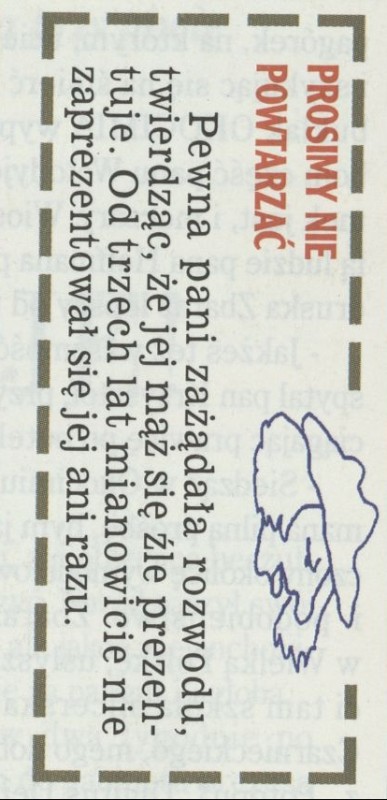 PROSIMY NIE
POWTARZAĆ
Pewna pani zażądała rozwodu
twierdząc że jej mąż się źle prezen
tuje. Od trzech lat mianowicie nie
zaprezentwał się jej ani razu.